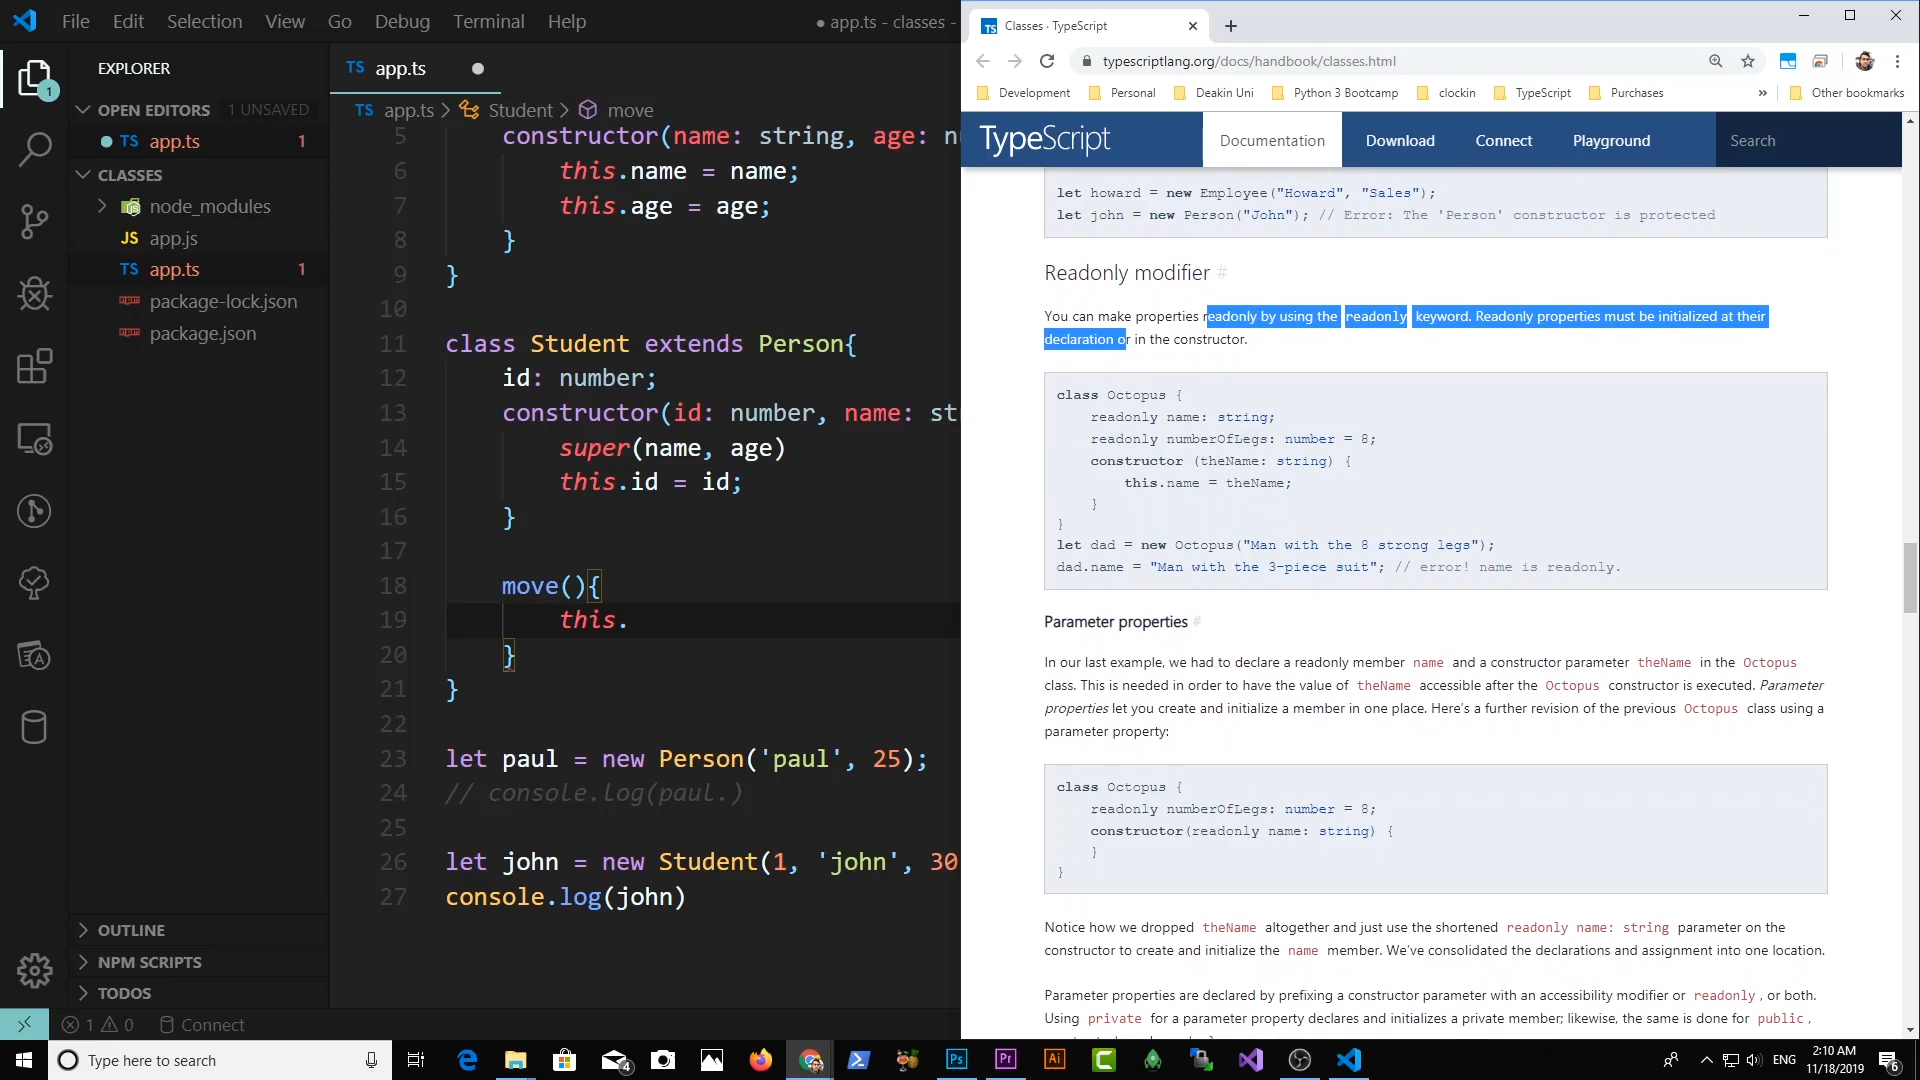 File Edit Selection View Go Debug Terminal Help
● app.ts - classes -
EXPLORER
OPEN EDITORS 1 UNSAVED
TS app.ts 1
CLASSES
node_modules
JS app.js
TS app.ts 1
package-lock.json
package.json
OUTLINE
NPM SCRIPTS
TODOS
1
TS app.ts
TS app.ts > Student > move
5 constructor(name: string, age: nu
6 this.name = name;
7 this.age = age;
8 }
9 }
10
11 class Student extends Person{
12 id: number;
13 constructor(id: number, name: st
14 super(name, age)
15 this.id = id;
16 }
17
18 move(){
19 this.
20 }
21 }
22
23 let paul = new Person('paul', 25);
24 // console.log(paul.)
25
26 let john = new Student(1, 'john', 30
27 console.log(john)
1 0 Connect
TS Classes · TypeScript
typescriptlang.org/docs/handbook/classes.html
Development Personal Deakin Uni Python 3 Bootcamp clockin TypeScript Purchases » Other bookmarks
TypeScript Documentation Download Connect Playground Search
let howard = new Employee("Howard", "Sales");
let john = new Person("John"); // Error: The 'Person' constructor is protected
Readonly modifier #
You can make properties readonly by using the readonly keyword. Readonly properties must be initialized at their
declaration or in the constructor.
class Octopus {
readonly name: string;
readonly numberOfLegs: number = 8;
constructor (theName: string) {
this.name = theName;
}
}
let dad = new Octopus("Man with the 8 strong legs");
dad.name = "Man with the 3-piece suit"; // error! name is readonly.
Parameter properties #
In our last example, we had to declare a readonly member name and a constructor parameter theName in the Octopus
class. This is needed in order to have the value of theName accessible after the Octopus constructor is executed. Parameter
properties let you create and initialize a member in one place. Here's a further revision of the previous Octopus class using a
parameter property:
class Octopus {
readonly numberOfLegs: number = 8;
constructor(readonly name: string) {
}
}
Notice how we dropped theName altogether and just use the shortened readonly name: string parameter on the
constructor to create and initialize the name member. We've consolidated the declarations and assignment into one location.
Parameter properties are declared by prefixing a constructor parameter with an accessibility modifier or readonly, or both.
Using private for a parameter property declares and initializes a private member; likewise, the same is done for public,
Type here to search
4
Ps Pr Ai
ENG
2:10 AM
11/18/2019
6